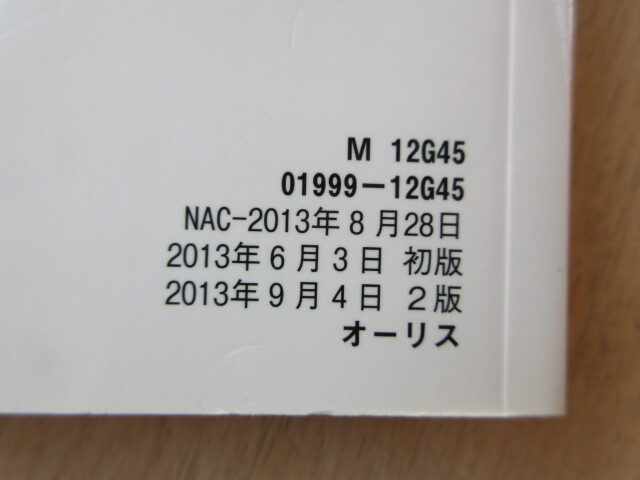 M 12G45
01999－12G45
NAC-2013年 8 月28日
2013年 6 月 3 日 初版
2013年 9 月 4 日 2 版
オーリス